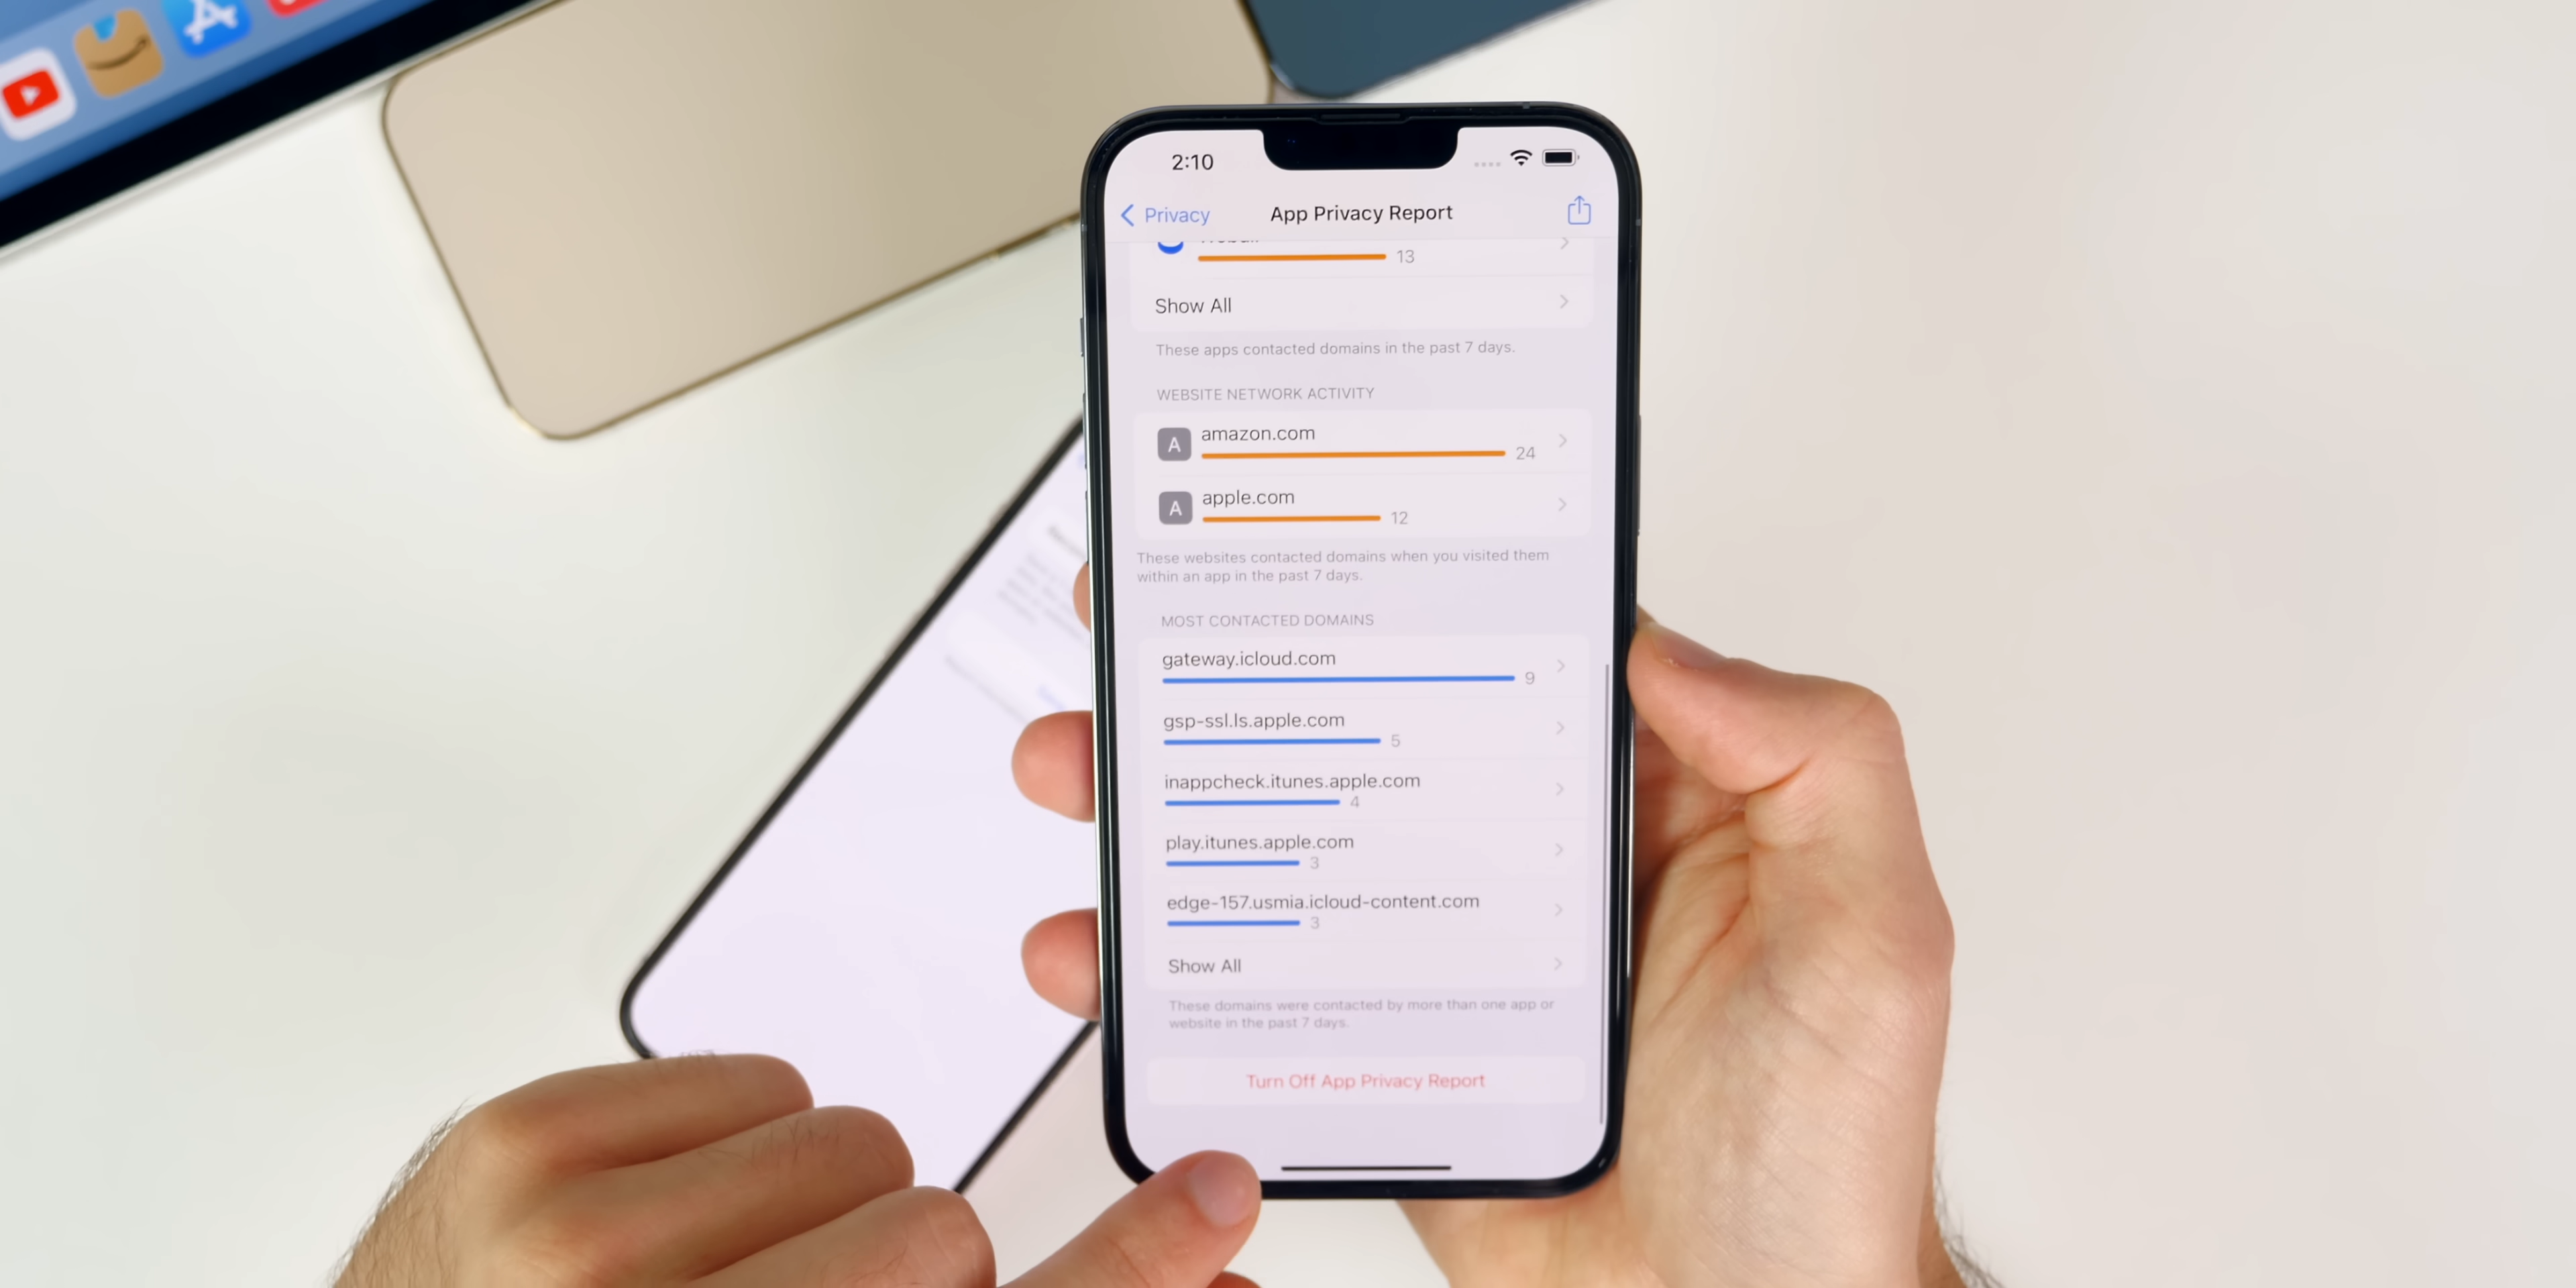 2:10
Privacy
App Privacy Report
13
Show All
These apps contacted domains in the past 7 days.
WEBSITE NETWORK ACTIVITY
A
amazon.com
24
A
apple.com
12
These websites contacted domains when you visited them
within an app in the past 7 days.
MOST CONTACTED DOMAINS
gateway.icloud.com
9
gsp-ssl.ls.apple.com
5
inappcheck.itunes.apple.com
4
play.itunes.apple.com
3
edge-157.usmia.icloud-content.com
3
Show All
These domains were contacted by more than one app or
website in the past 7 days.
Turn Off App Privacy Report